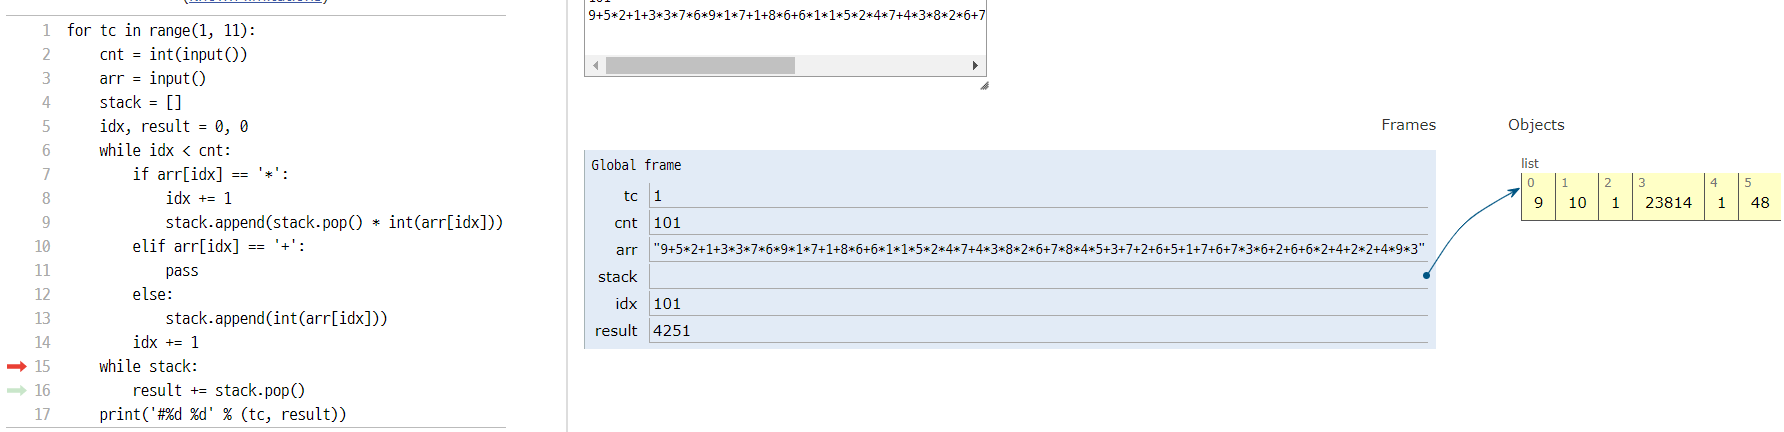 (known limitations)
101
9+5*2+1+3*3*7*6*9*1*7+1+8*6+6*1*1*5*2*4*7+4*3*8*2*6+7
1 for tc in range(1, 11):
2 cnt = int(input())
3 arr = input()
4 stack = []
5 idx, result = 0, 0
6 while idx < cnt:
7 if arr[idx] == '*':
8 idx += 1
9 stack.append(stack.pop() * int(arr[idx]))
10 elif arr[idx] == '+':
11 pass
12 else:
13 stack.append(int(arr[idx]))
14 idx += 1
15 while stack:
16 result += stack.pop()
17 print('#%d %d' % (tc, result))
Frames Objects
Global frame
tc 1
cnt 101
arr "9+5*2+1+3*3*7*6*9*1*7+1+8*6+6*1*1*5*2*4*7+4*3*8*2*6+7*8*4*5+3+7+2+6+5+1+7+6+7*3*6+2+6+6*2+4+2*2+4*9*3"
stack
idx 101
result 4251
list
0 1 2 3 4 5
9 10 1 23814 1 48